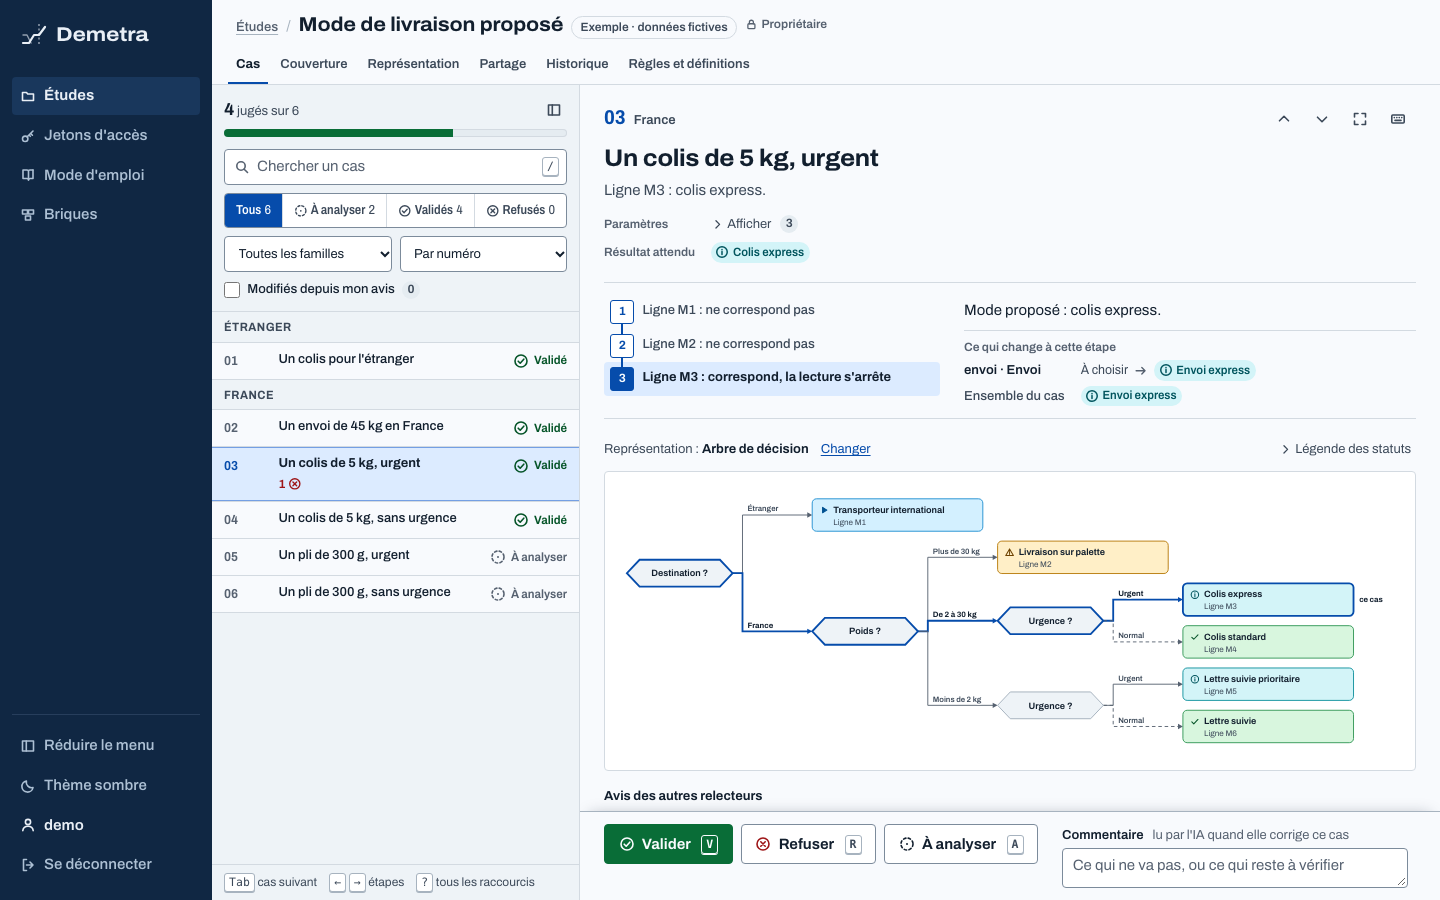 Demetra
Études
Jetons d'accès
Mode d'emploi
Briques
Réduire le menu
Thème sombre
demo
Se déconnecter
Études / Mode de livraison proposé Exemple · données fictives Propriétaire
Cas Couverture Représentation Partage Historique Règles et définitions
4 jugés sur 6
Chercher un cas /
Tous 6 À analyser 2 Validés 4 Refusés 0
Toutes les familles Par numéro
Modifiés depuis mon avis 0
ÉTRANGER
01 Un colis pour l'étranger Validé
FRANCE
02 Un envoi de 45 kg en France Validé
03 Un colis de 5 kg, urgent Validé
1
04 Un colis de 5 kg, sans urgence Validé
05 Un pli de 300 g, urgent À analyser
06 Un pli de 300 g, sans urgence À analyser
Tab cas suivant ← → étapes ? tous les raccourcis
03 France
Un colis de 5 kg, urgent
Ligne M3 : colis express.
Paramètres Afficher 3
Résultat attendu Colis express
1 Ligne M1 : ne correspond pas
2 Ligne M2 : ne correspond pas
3 Ligne M3 : correspond, la lecture s'arrête
Mode proposé : colis express.
Ce qui change à cette étape
envoi · Envoi À choisir → Envoi express
Ensemble du cas Envoi express
Représentation : Arbre de décision Changer Légende des statuts
Étranger
Transporteur international
Ligne M1
Plus de 30 kg
Livraison sur palette
Ligne M2
Destination ?
Urgent
Colis express
Ligne M3
ce cas
De 2 à 30 kg
Urgence ?
France
Poids ?
Normal
Colis standard
Ligne M4
Urgent
Lettre suivie prioritaire
Ligne M5
Moins de 2 kg
Urgence ?
Normal
Lettre suivie
Ligne M6
Avis des autres relecteurs
Valider V Refuser R À analyser A
Commentaire lu par l'IA quand elle corrige ce cas
Ce qui ne va pas, ou ce qui reste à vérifier